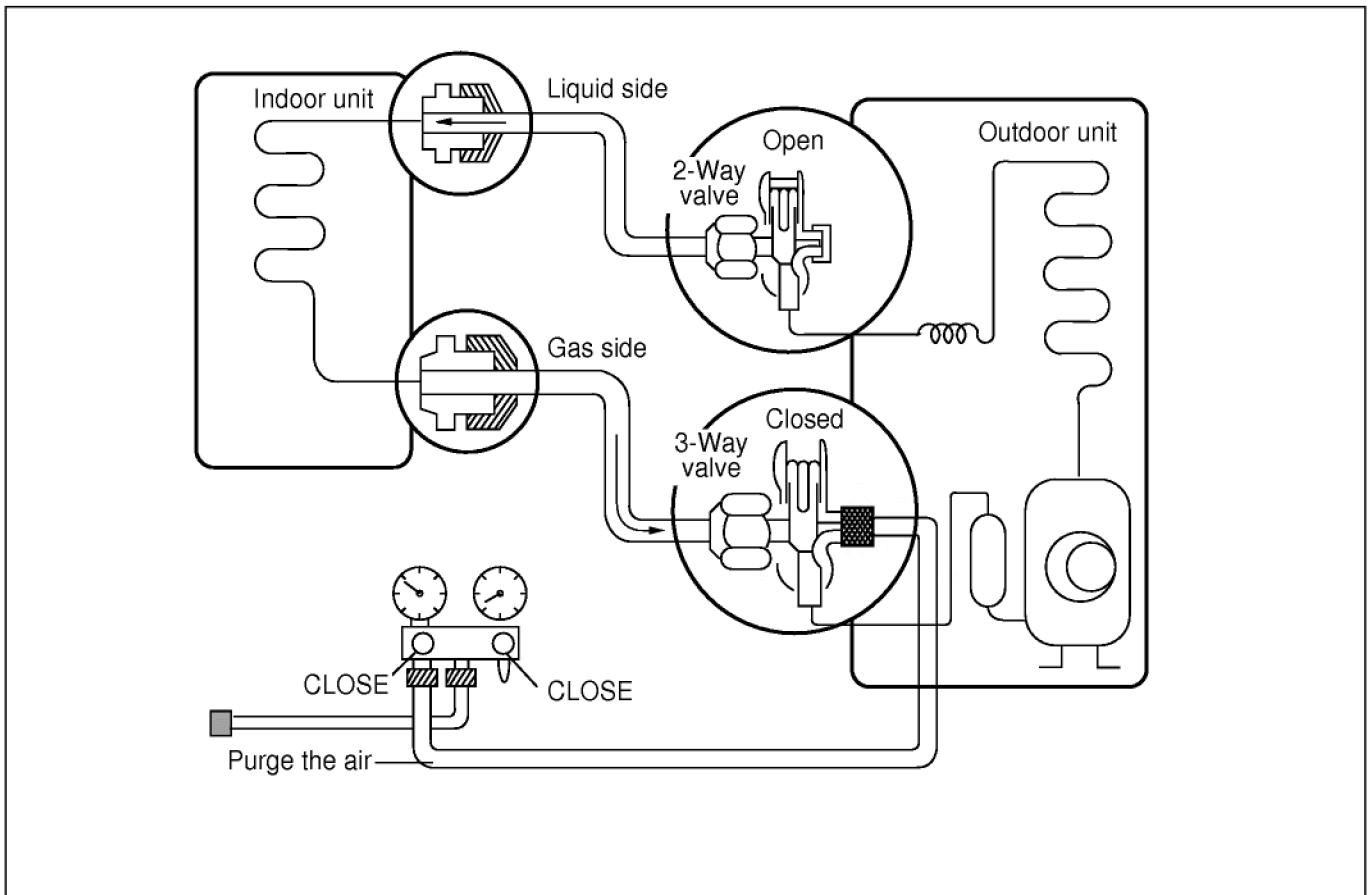 Indoor unit
Liquid side
Open
2-Way
valve
Outdoor unit
Gas side
Closed
3-Way
valve
CLOSE
CLOSE
Purge the air